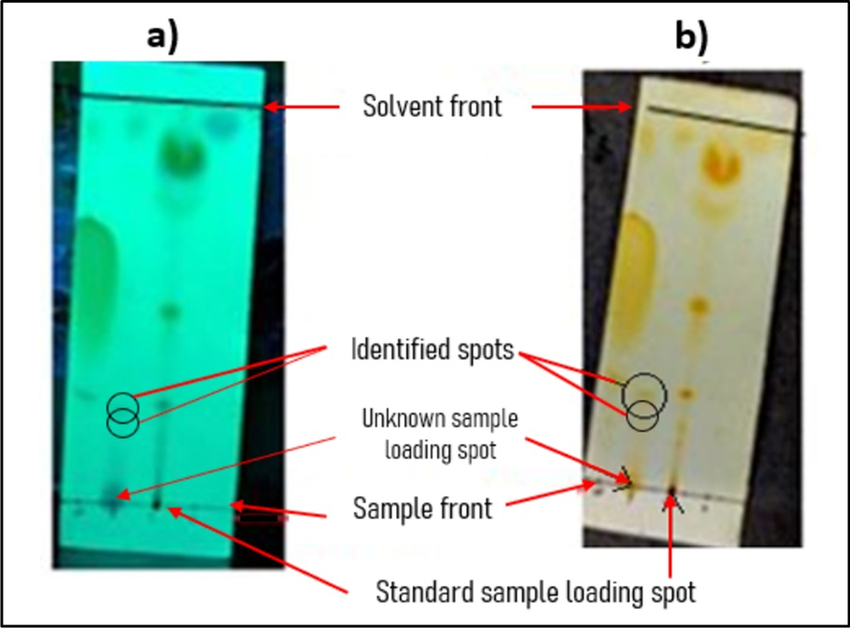 a)
b)
Solvent front
Identified spots
Unknown sample
loading spot
Sample front
Standard sample loading spot